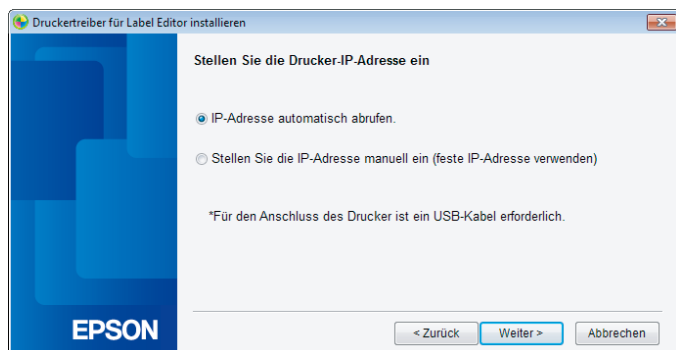 Druckertreiber für Label Editor installieren
Stellen Sie die Drucker-IP-Adresse ein
IP-Adresse automatisch abrufen.
Stellen Sie die IP-Adresse manuell ein (feste IP-Adresse verwenden)
*Für den Anschluss des Drucker ist ein USB-Kabel erforderlich.
EPSON
< Zurück Weiter > Abbrechen